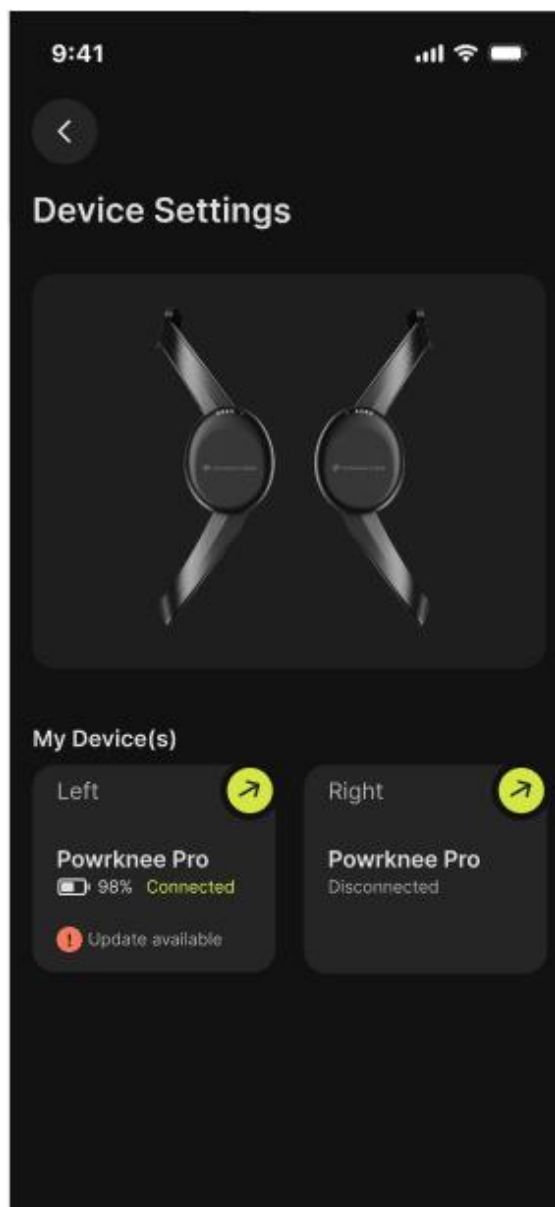 9:41
Device Settings
My Device(s)
Left
Powrknee Pro
98% Connected
! Update available
Right
Powrknee Pro
Disconnected